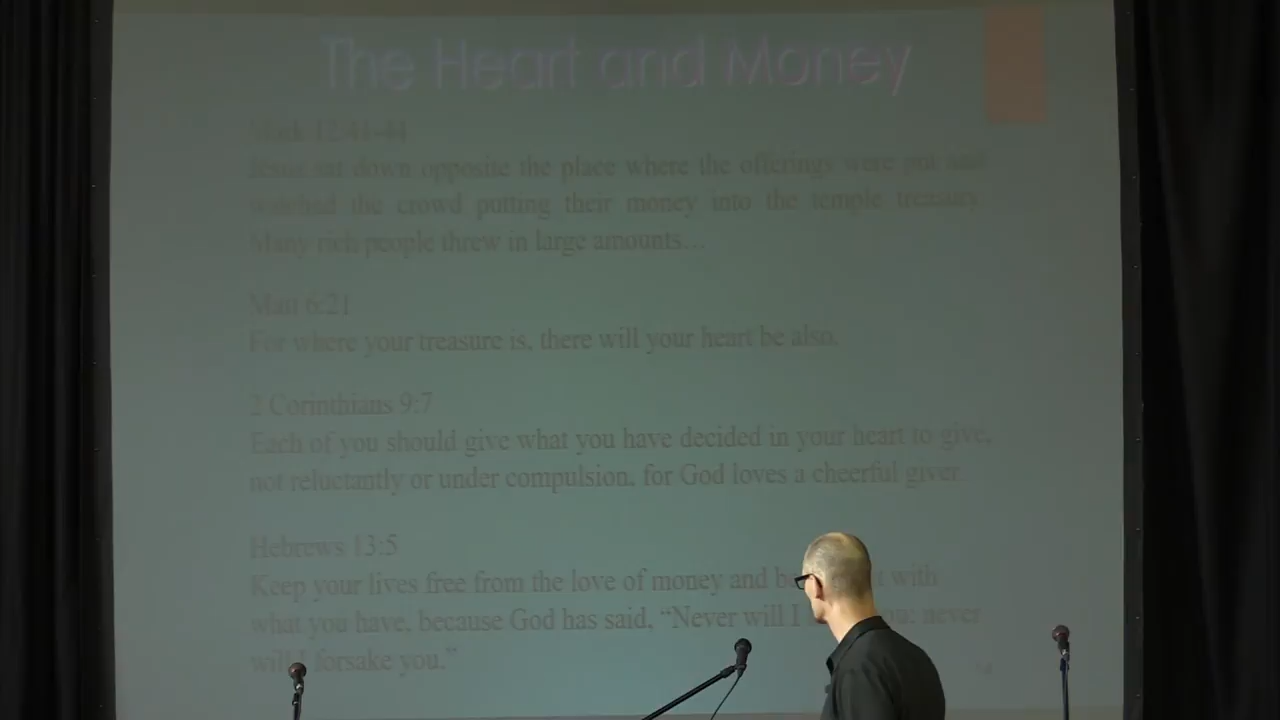 The Heart and Money
Mark 12:41-44
Jesus sat down opposite the place where the offerings were put and
watched the crowd putting their money into the temple treasury.
Many rich people threw in large amounts...
Matt 6:21
For where your treasure is, there will your heart be also.
2 Corinthians 9:7
Each of you should give what you have decided in your heart to give,
not reluctantly or under compulsion, for God loves a cheerful giver
Hebrews 13:5
Keep your lives free from the love of money and with
what you have, because God has said, “Never will I never
will I forsake you.”